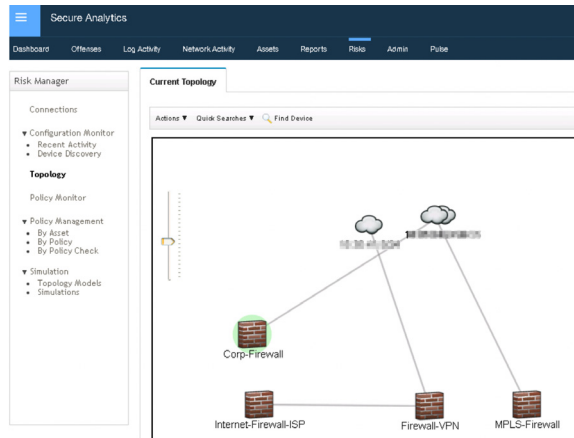 Secure Analytics
Dashboard Offenses Log Activity Network Activity Assets Reports Risks Admin Pulse
Risk Manager
Connections
Configuration Monitor
Recent Activity
Device Discovery
Topology
Policy Monitor
Policy Management
By Asset
By Policy
By Policy Check
Simulation
Topology Models
Simulations
Current Topology
Actions Quick Searches Find Device
Corp-Firewall
Internet-Firewall-ISP Firewall-VPN MPLS-Firewall